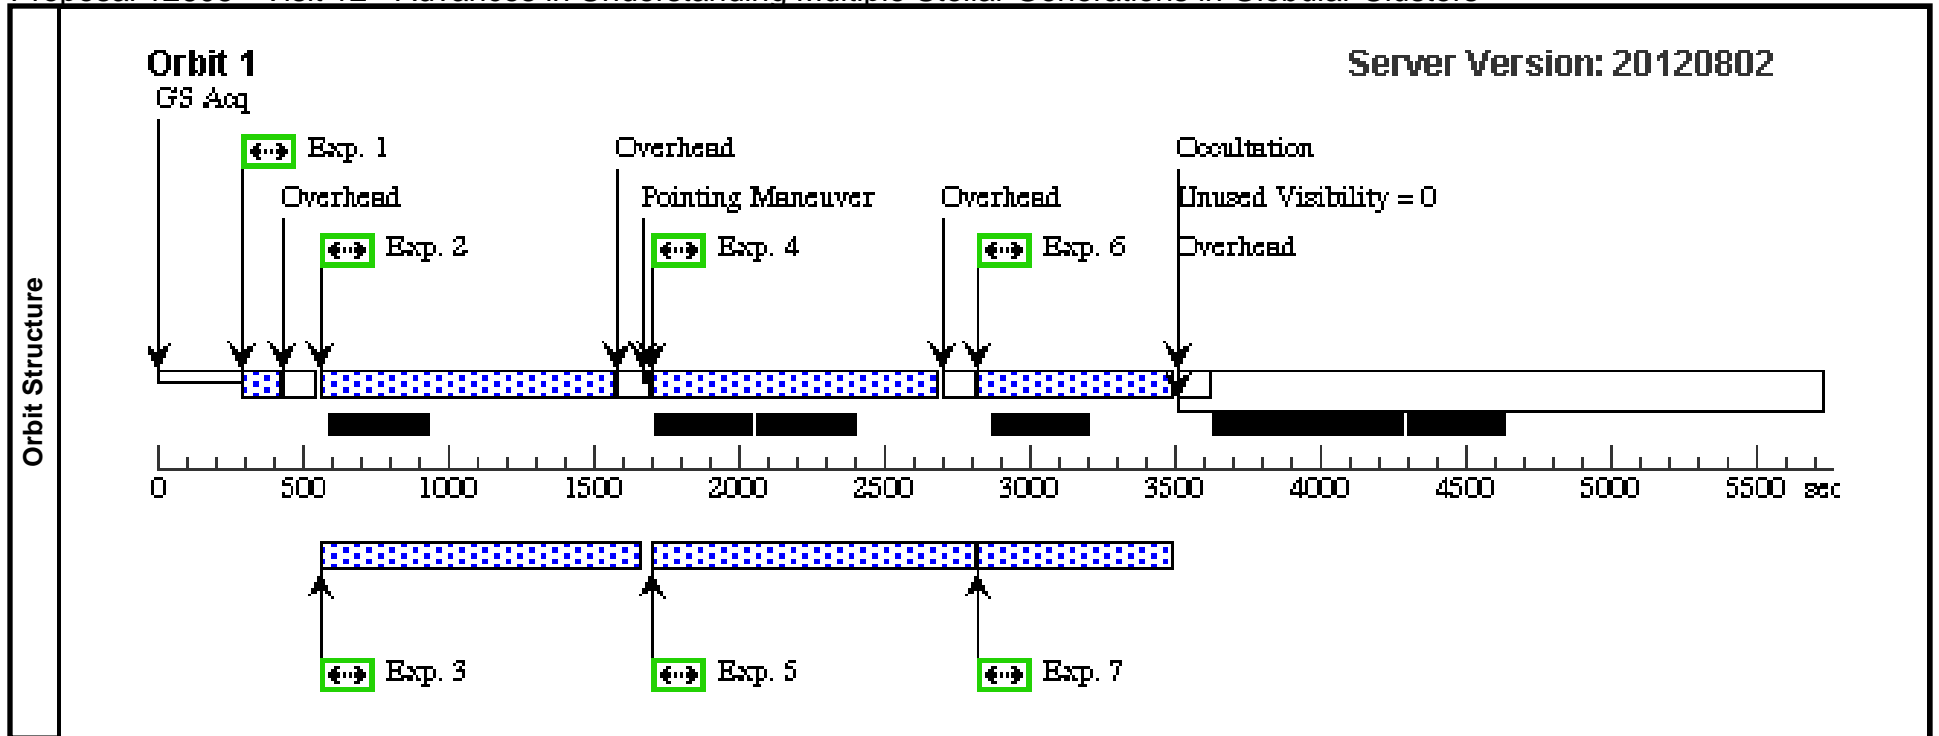 Orbit Structure
Orbit 1
Server Version: 20120802
GS Acq
Exp. 1
Overhead
Occultation
Overhead
Pointing Maneuver
Overhead
Unused Visibility = 0
Exp. 2
Exp. 4
Exp. 6
Overhead
0 500 1000 1500 2000 2500 3000 3500 4000 4500 5000 5500 sec
Exp. 3
Exp. 5
Exp. 7